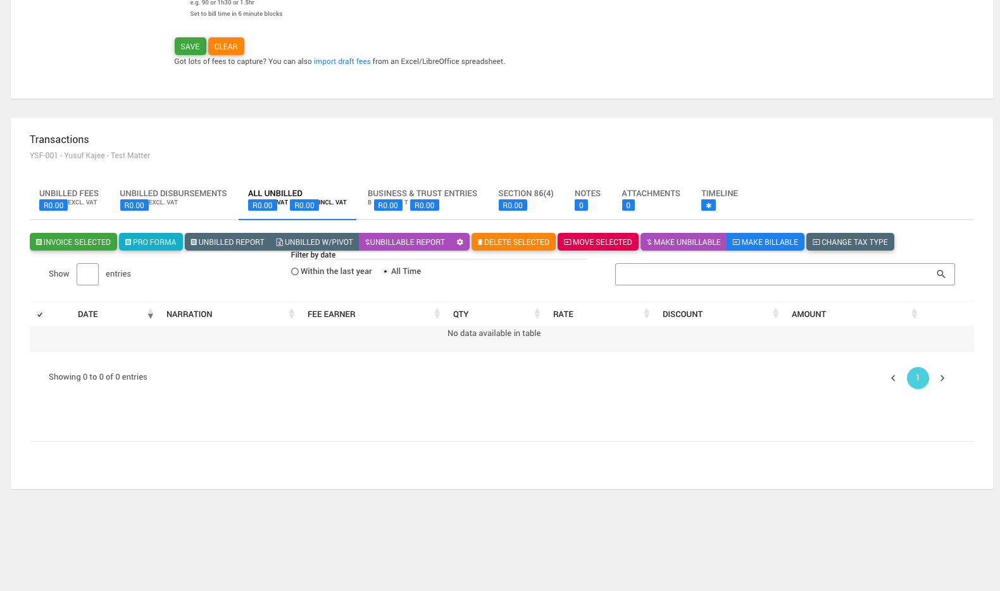 e.g. 90 or 1h30 or 1.5hr
Set to bill time in 6 minute blocks
SAVE CLEAR
Got lots of fees to capture? You can also import draft fees from an Excel/LibreOffice spreadsheet.
Transactions
YSF-001 - Yusuf Kajee - Test Matter
UNBILLED FEES UNBILLED DISBURSEMENTS ALL UNBILLED BUSINESS & TRUST ENTRIES SECTION 86(4) NOTES ATTACHMENTS TIMELINE
R0.00 EXCL. VAT R0.00 EXCL. VAT R0.00 VAT R0.00 INCL. VAT B R0.00 T R0.00 R0.00 0 0
INVOICE SELECTED PRO FORMA UNBILLED REPORT UNBILLED W/PIVOT UNBILLABLE REPORT DELETE SELECTED MOVE SELECTED MAKE UNBILLABLE MAKE BILLABLE CHANGE TAX TYPE
Filter by date
Show entries Within the last year All Time
DATE NARRATION FEE EARNER QTY RATE DISCOUNT AMOUNT
No data available in table
Showing 0 to 0 of 0 entries 1